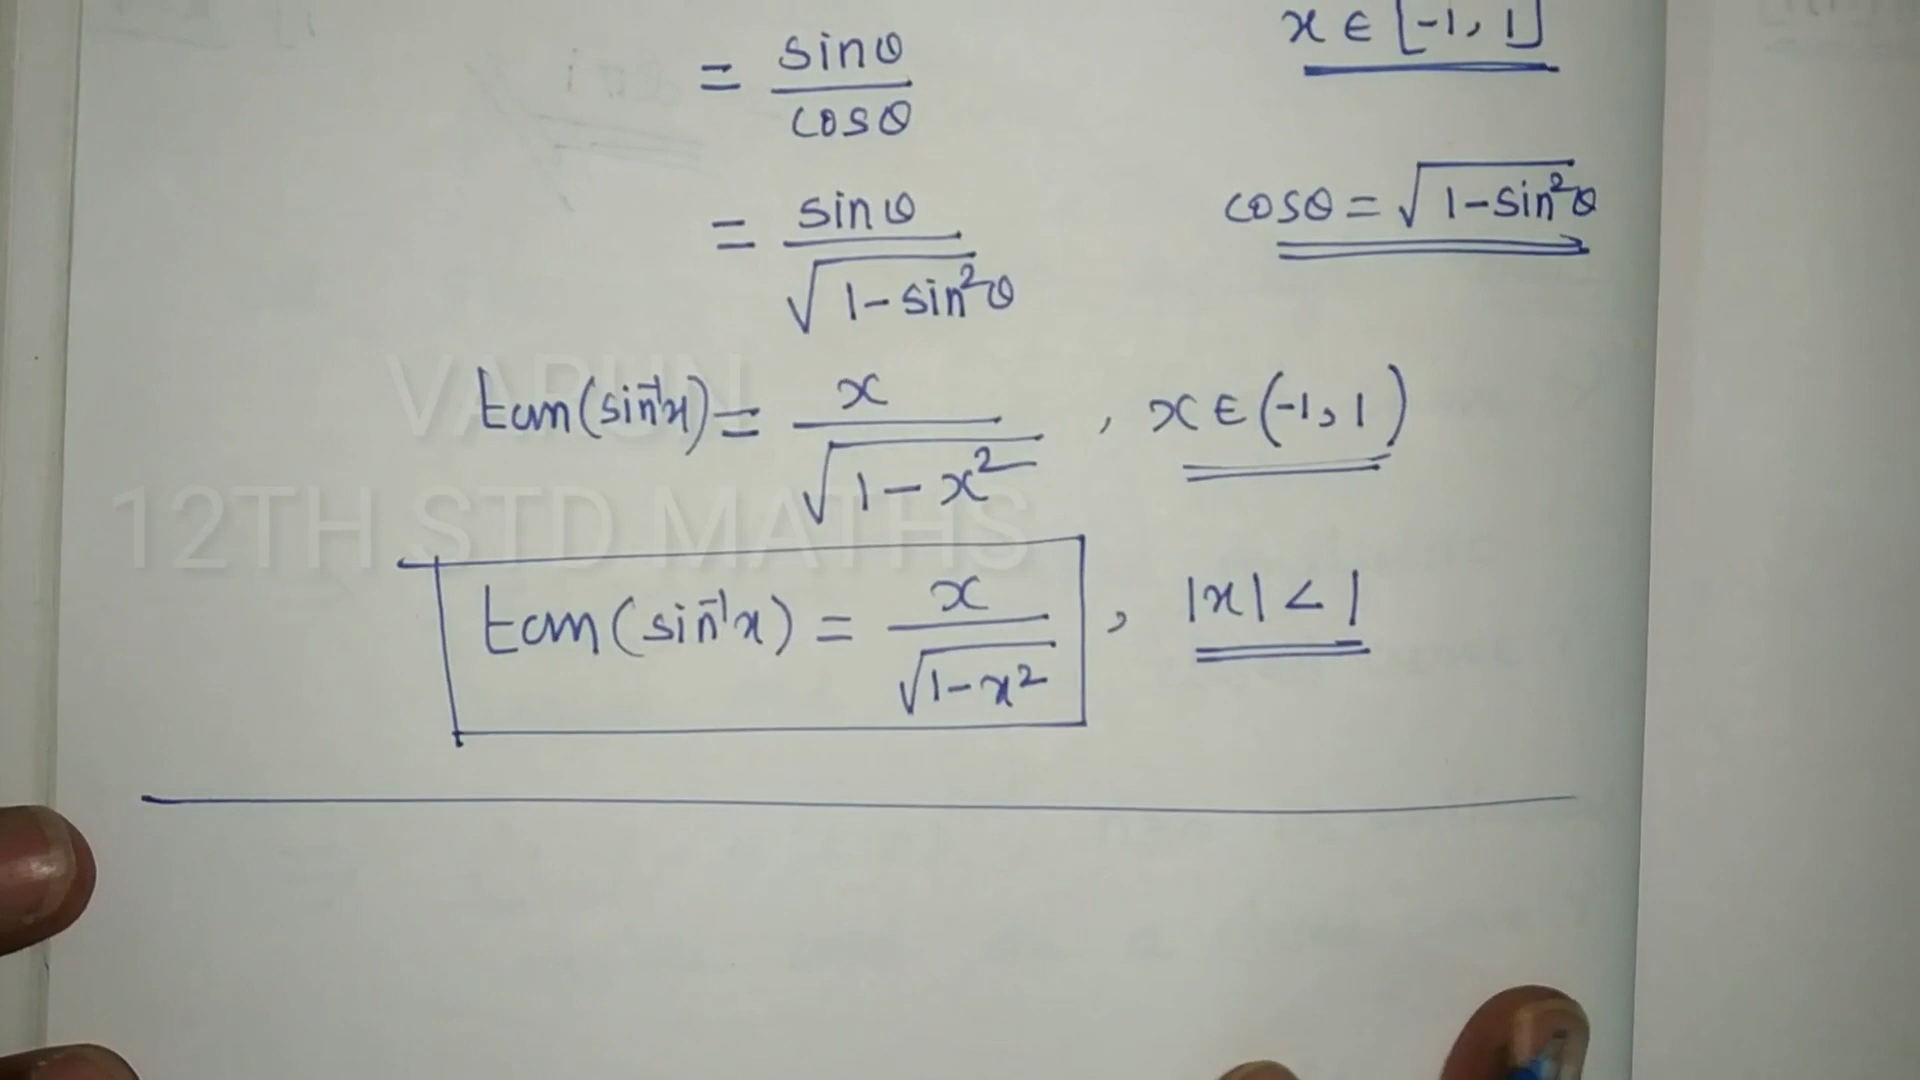 x ∈ [-1, 1]
= sinθ / cosθ
cosθ = √(1-sin²θ)
= sinθ / √(1-sin²θ)
tan(sin⁻¹x) = x / √(1-x²) , x ∈ (-1, 1)
tan(sin⁻¹x) = x / √(1-x²) , |x| < 1
VARUN
12TH STD MATHS